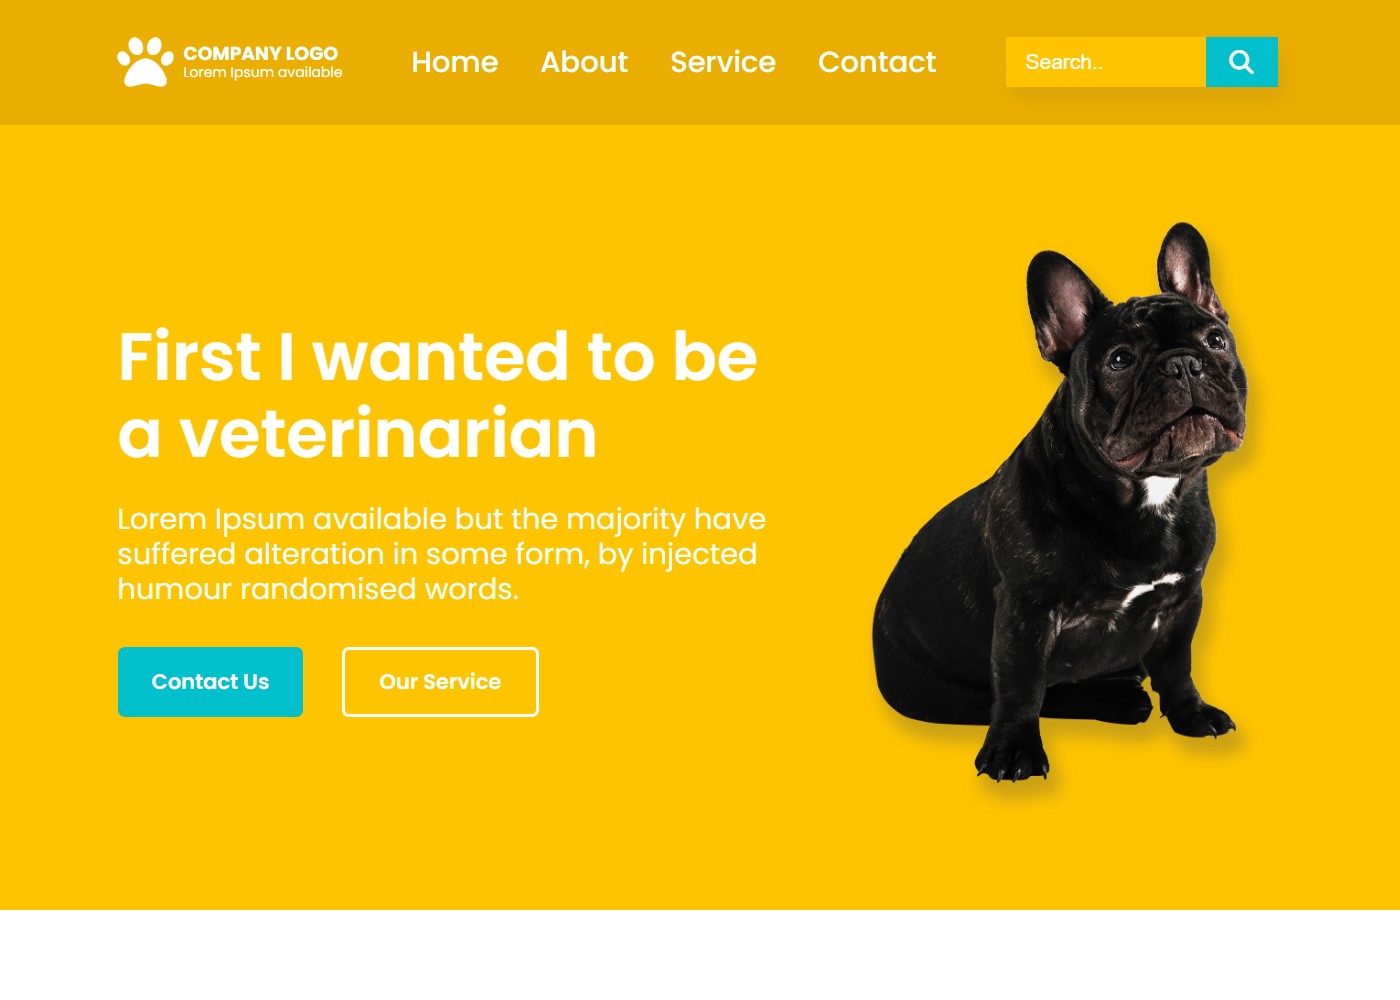 COMPANY LOGO
Lorem Ipsum available
Home About Service Contact
Search..
First I wanted to be
a veterinarian
Lorem Ipsum available but the majority have
suffered alteration in some form, by injected
humour randomised words.
Contact Us
Our Service